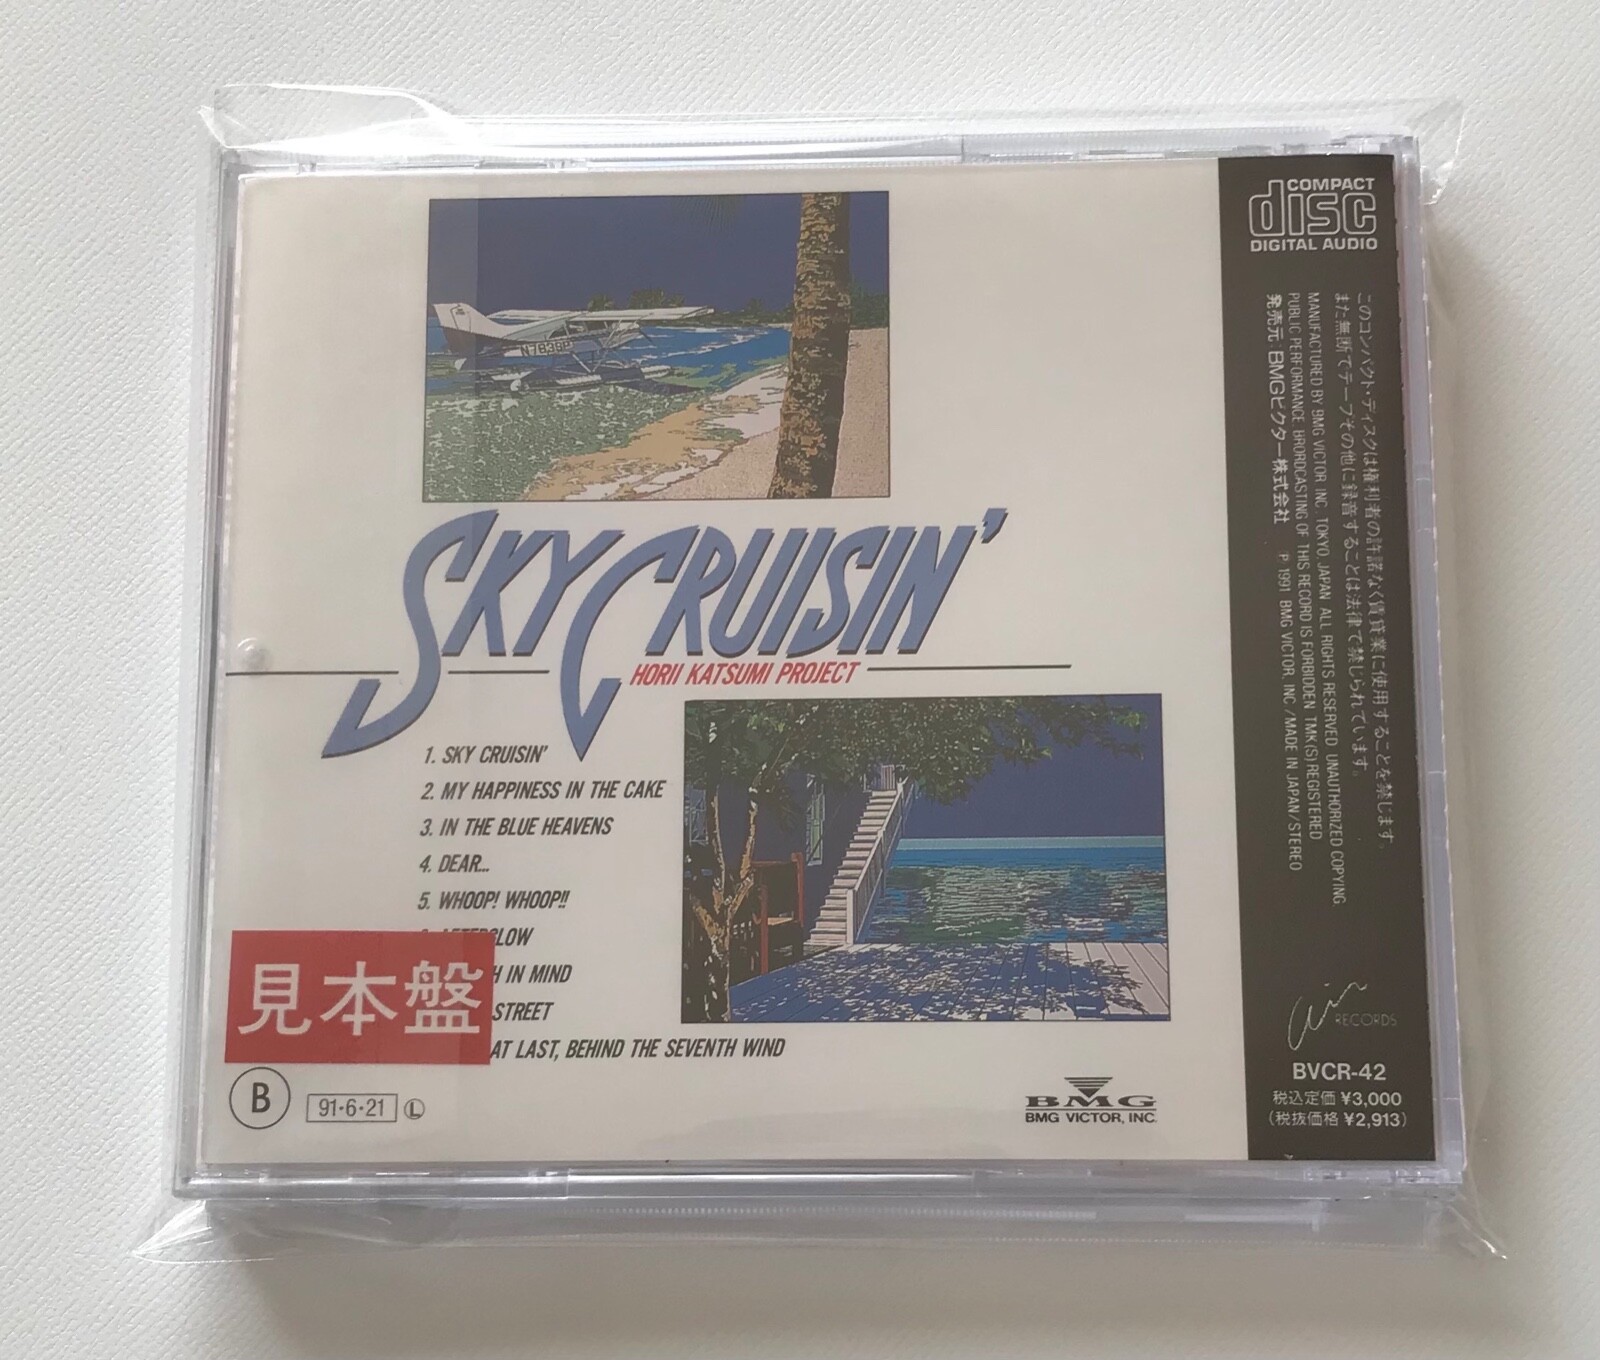 N7839P
SKY CRUISIN'
HORII KATSUMI PROJECT
1. SKY CRUISIN'
2. MY HAPPINESS IN THE CAKE
3. IN THE BLUE HEAVENS
4. DEAR...
5. WHOOP! WHOOP!!
AFTERGLOW
IN MIND
STREET
AT LAST, BEHIND THE SEVENTH WIND
見本盤
B
91・6・21 L
BMG
BMG VICTOR, INC.
COMPACT
disc
DIGITAL AUDIO
このコンパクト・ディスクは権利者の許諾なく賃貸業に使用することを禁じます。
また無断でテープその他に録音することは法律で禁じられています。
MANUFACTURED BY BMG VICTOR, INC. TOKYO, JAPAN. ALL RIGHTS RESERVED. UNAUTHORIZED COPYING.
PUBLIC PERFORMANCE. BRORDCASTING OF THIS RECORD IS FORBIDDEN. TMK(S) REGISTERED
発売元 BMGビクター株式会社 P 1991 BMG VICTOR, INC./MADE IN JAPAN/STEREO
air
RECORDS
BVCR-42
税込定価 ¥3,000
(税抜価格 ¥2,913)